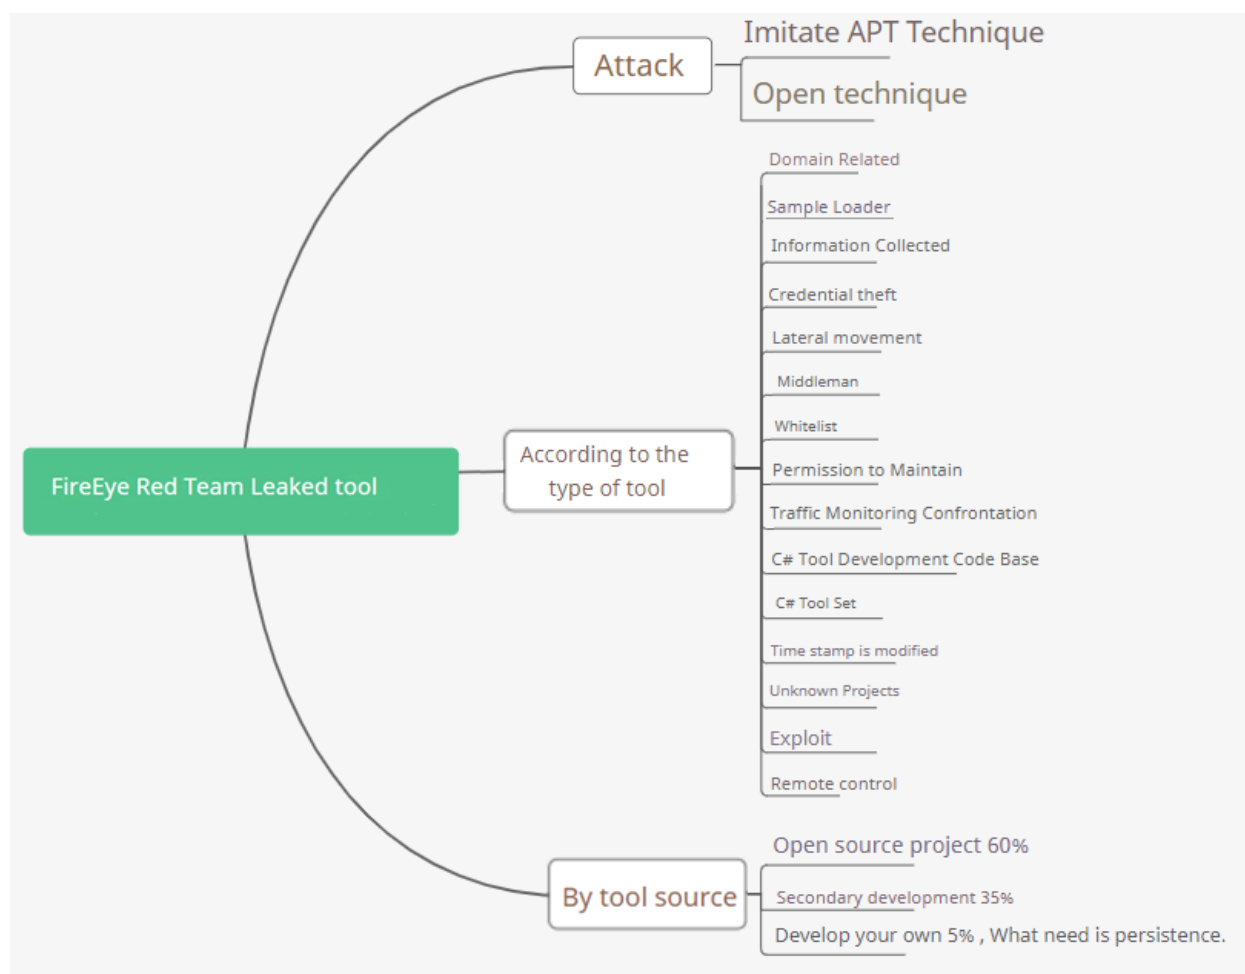 Imitate APT Technique
Attack
Open technique
Domain Related
Sample Loader
Information Collected
Credential theft
Lateral movement
Middleman
Whitelist
According to the
type of tool
Permission to Maintain
FireEye Red Team Leaked tool
Traffic Monitoring Confrontation
C# Tool Development Code Base
C# Tool Set
Time stamp is modified
Unknown Projects
Exploit
Remote control
Open source project 60%
By tool source
Secondary development 35%
Develop your own 5% , What need is persistence.